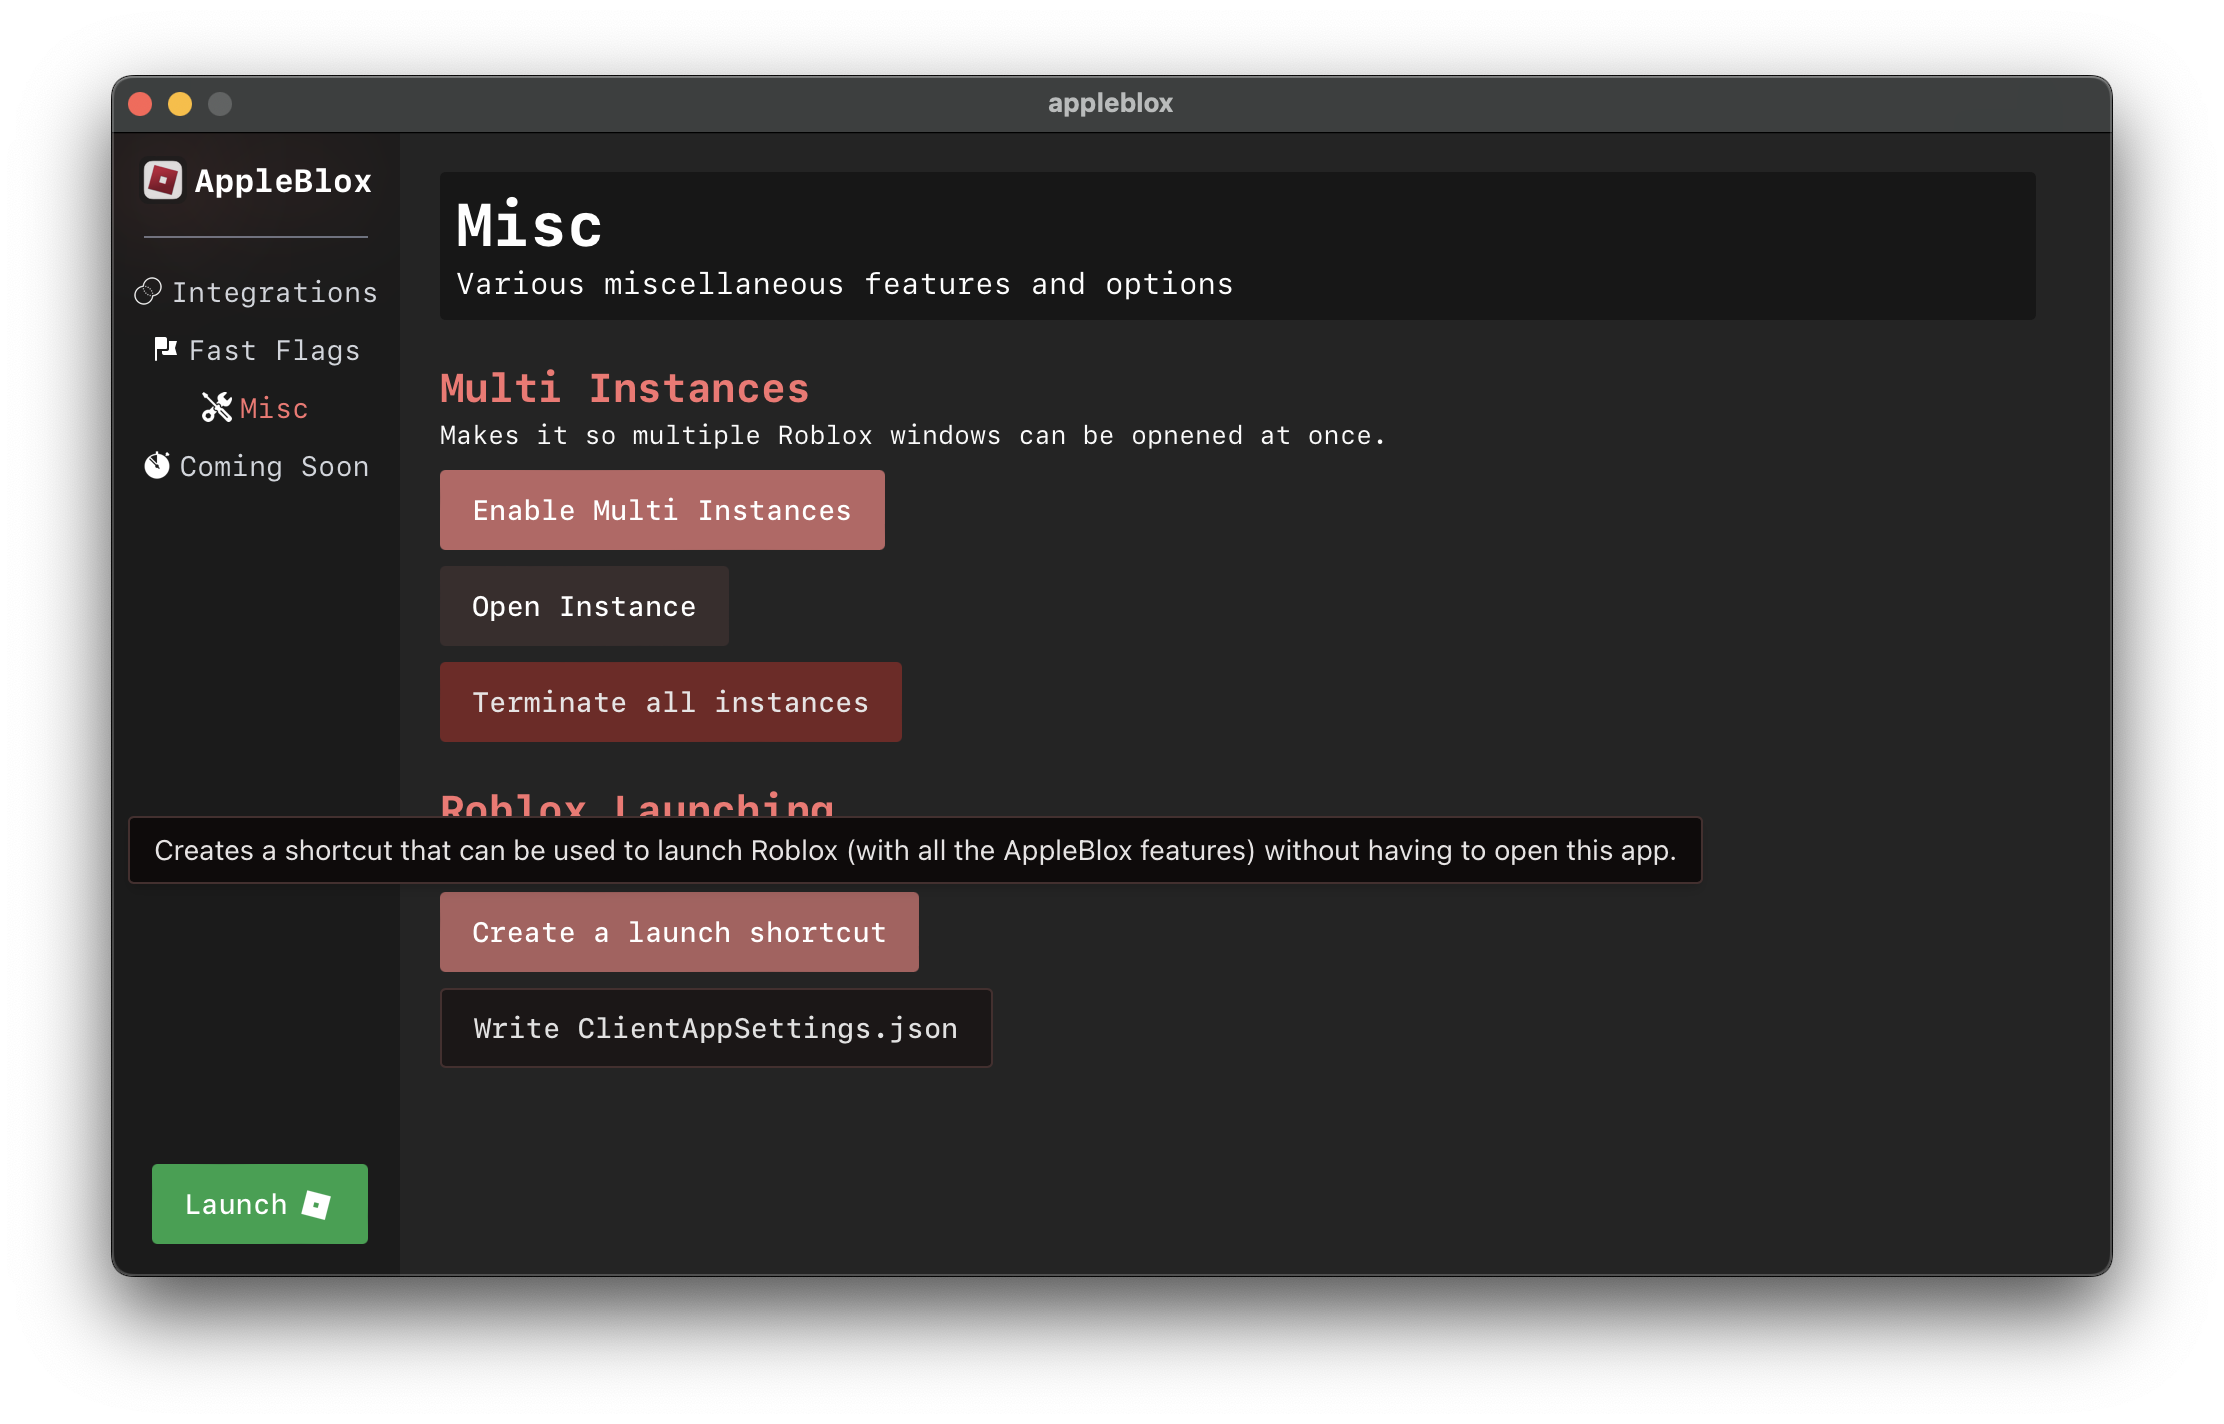 appleblox
AppleBlox
Integrations
Fast Flags
Misc
Coming Soon
Launch
Misc
Various miscellaneous features and options
Multi Instances
Makes it so multiple Roblox windows can be opnened at once.
Enable Multi Instances
Open Instance
Terminate all instances
Roblox Launching
Creates a shortcut that can be used to launch Roblox (with all the AppleBlox features) without having to open this app.
Create a launch shortcut
Write ClientAppSettings.json